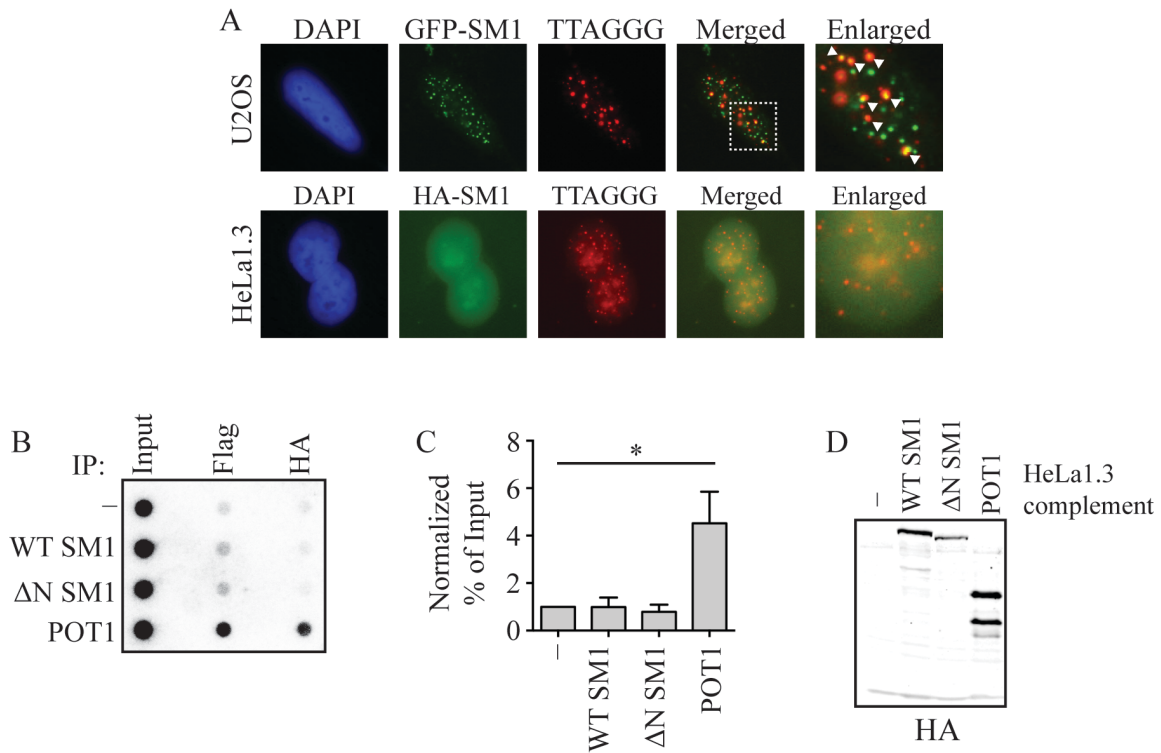 A
DAPI GFP-SM1 TTAGGG Merged Enlarged
U2OS
DAPI HA-SM1 TTAGGG Merged Enlarged
HeLa1.3
B
IP: Input Flag HA
–
WT SM1
ΔN SM1
POT1
C
Normalized
% of Input
8
6
4
2
0
*
– WT SM1 ΔN SM1 POT1
D
– WT SM1 ΔN SM1 POT1
HeLa1.3
complement
HA